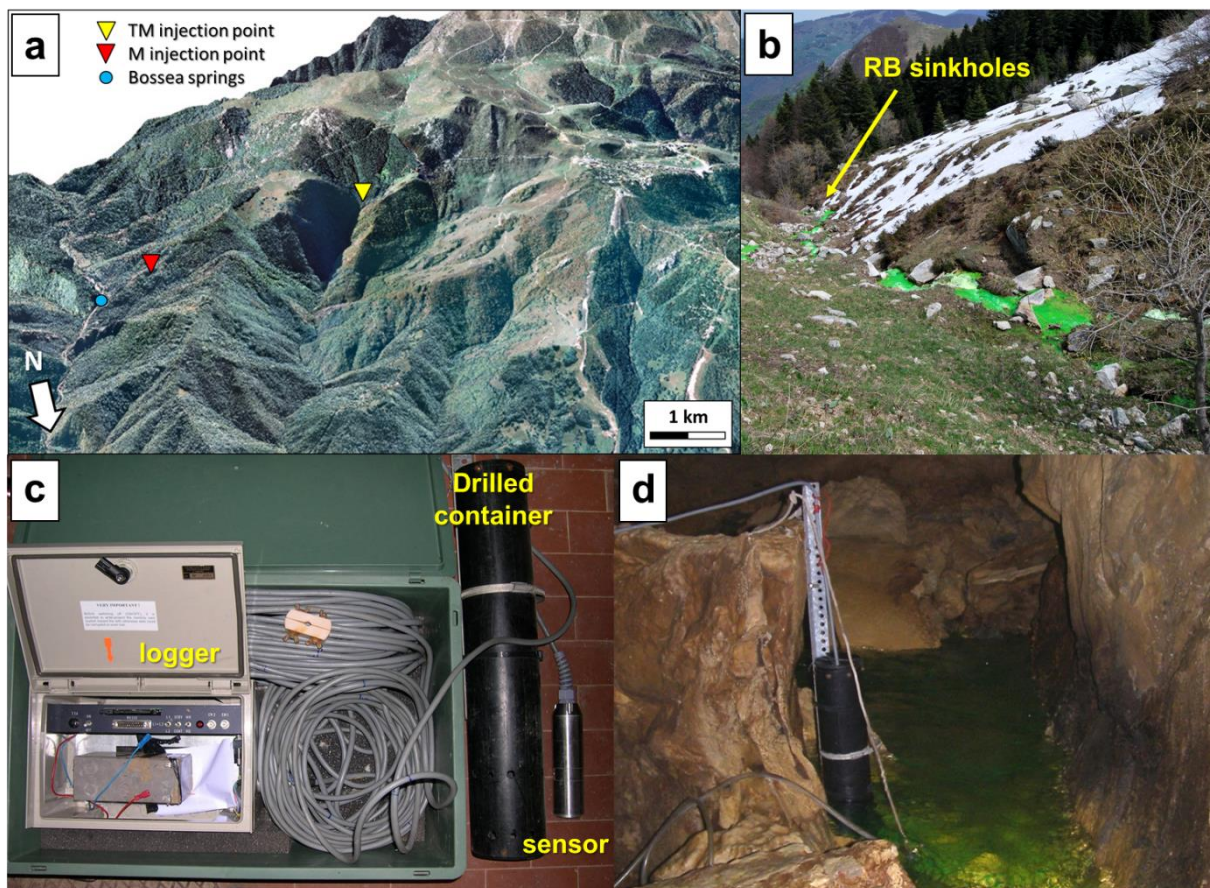 a
TM injection point
M injection point
Bossea springs
N
1 km
b
RB sinkholes
c
Drilled
container
VERY IMPORTANT!
logger
sensor
d